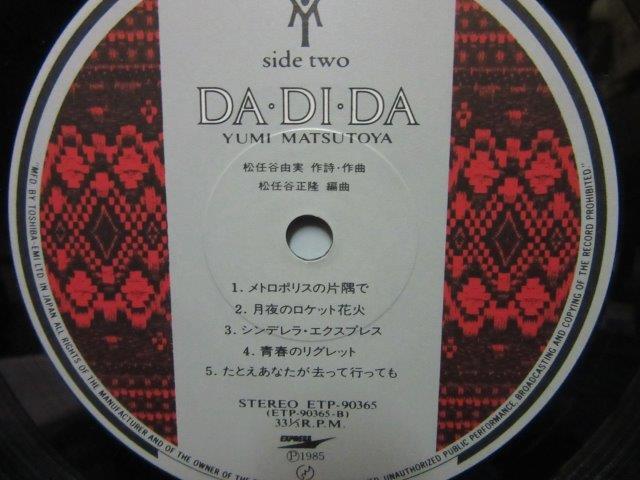 side two
DA·DI·DA
YUMI MATSUTOYA
松任谷由実 作詩・作曲
松任谷正隆 編曲
1. メトロポリスの片隅で
2. 月夜のロケット花火
3. シンデレラ・エクスプレス
4. 青春のリグレット
5. たとえあなたが去って行っても
STEREO ETP-90365
(ETP-90365-B)
33⅓R.P.M.
EXPRESS
Ⓟ1985
"MFD BY TOSHIBA-EMI LTD. IN JAPAN ALL RIGHTS OF THE MANUFACTURER AND OF THE OWNER OF THE
RECORDED UNAUTHORIZED PUBLIC PERFORMANCE, BROADCASTING AND COPYING OF THE RECORD PROHIBITED"